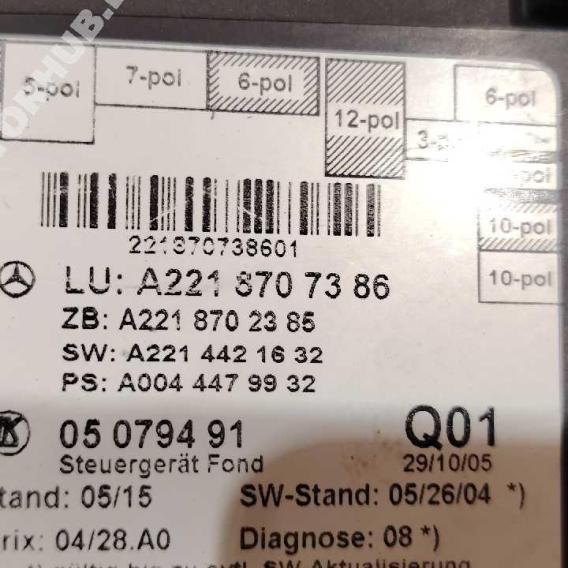 5-pol
7-pol
6-pol
12-pol
6-pol
10-pol
10-pol
221870738601
LU: A221 870 73 86
ZB: A221 870 23 85
SW: A221 442 16 32
PS: A004 447 99 32
05 0794 91 Q01
Steuergerät Fond 29/10/05
tand: 05/15 SW-Stand: 05/26/04 *)
rix: 04/28.A0 Diagnose: 08 *)
SW Aktualisierung